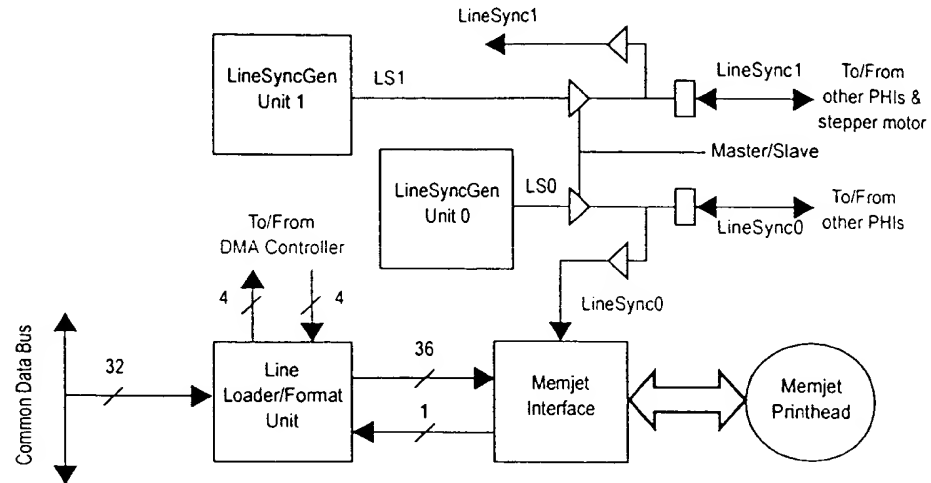 LineSync1
LineSyncGen
Unit 1
LS1
LineSync1
To/From
other PHIs &
stepper motor
Master/Slave
LineSyncGen
Unit 0
LS0
LineSync0
To/From
other PHIs
To/From
DMA Controller
4
4
LineSync0
Common Data Bus
32
Line
Loader/Format
Unit
36
1
Memjet
Interface
Memjet
Printhead